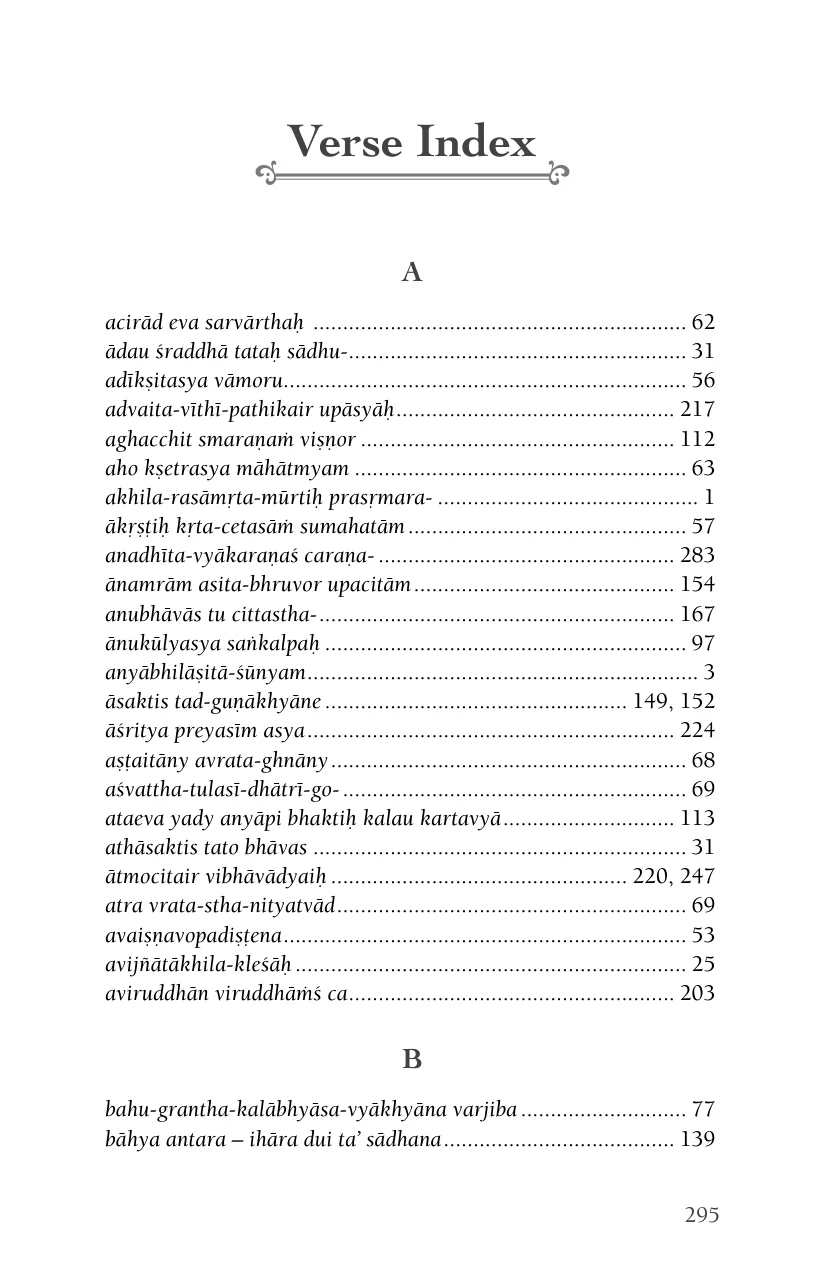 Verse Index
A
acirād eva sarvārthaḥ ............................................................... 62
ādau śraddhā tataḥ sādhu-......................................................... 31
adīkṣitasya vāmoru.................................................................... 56
advaita-vīthī-pathikair upāsyāḥ............................................... 217
aghacchit smaraṇaṁ viṣṇor ..................................................... 112
aho kṣetrasya māhātmyam ........................................................ 63
akhila-rasāmṛta-mūrtiḥ prasṛmara- ............................................ 1
ākṛṣṭiḥ kṛta-cetasāṁ sumahatām ............................................... 57
anadhīta-vyākaraṇaś caraṇa- .................................................. 283
ānamrām asita-bhruvor upacitām ............................................ 154
anubhāvās tu cittastha- ............................................................ 167
ānukūlyasya saṅkalpaḥ ............................................................. 97
anyābhilāṣitā-śūnyam.................................................................. 3
āsaktis tad-guṇākhyāne ................................................... 149, 152
āśritya preyasīm asya.............................................................. 224
aṣṭaitāny avrata-ghnāny ............................................................ 68
aśvattha-tulasī-dhātrī-go- .......................................................... 69
ataeva yady anyāpi bhaktiḥ kalau kartavyā............................. 113
athāsaktis tato bhāvas ............................................................... 31
ātmocitair vibhāvādyaiḥ .................................................. 220, 247
atra vrata-stha-nityatvād........................................................... 69
avaiṣṇavopadiṣṭena.................................................................... 53
avijñātākhila-kleśāḥ .................................................................. 25
aviruddhān viruddhāṁś ca....................................................... 203
B
bahu-grantha-kalābhyāsa-vyākhyāna varjiba ............................ 77
bāhya antara – ihāra dui ta’ sādhana....................................... 139
295